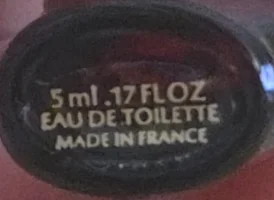 5 ml .17 FL OZ
EAU DE TOILETTE
MADE IN FRANCE